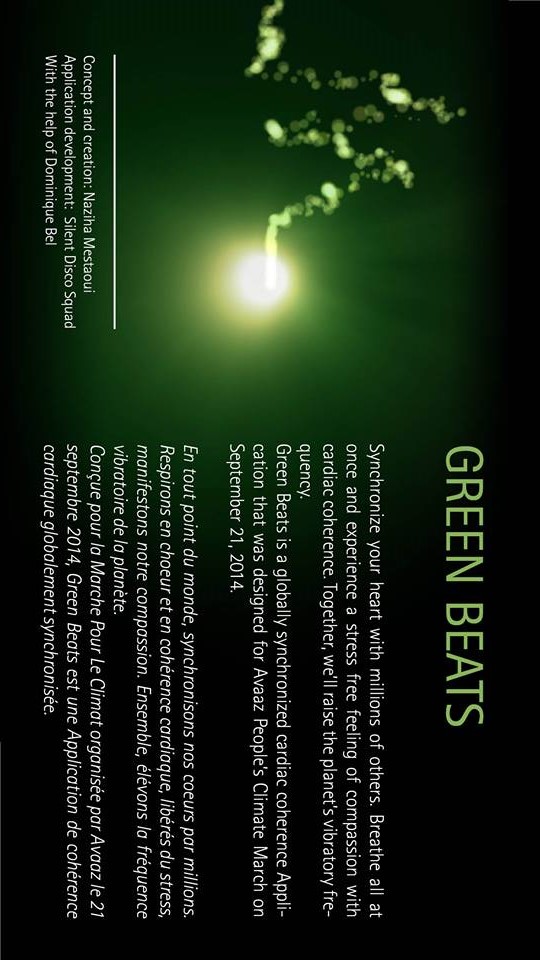 GREEN BEATS
Synchronize your heart with millions of others. Breathe all at
once and experience a stress free feeling of compassion with
cardiac coherence. Together, we'll raise the planet's vibratory fre-
quency.
Green Beats is a globallly synchronized cardiac coherence Appli-
cation that was designed for Avaaz People's Climate March on
September 21, 2014.
En tout point du monde, synchronisons nos coeurs par millions.
Respirons en choeur et en cohérence cardiaque, libérés du stress,
manifestons notre compassion. Ensemble, élévons la fréquence
vibratoire de la planète.
Conçue pour la Marche Pour Le Climat organisée par Avaaz le 21
septembre 2014, Green Beats est une Application de cohérence
cardiaque globalement synchronisée.
Concept and creation: Naziha Mestaoui
Application development: Silent Disco Squad
With the help of Dominique Bel